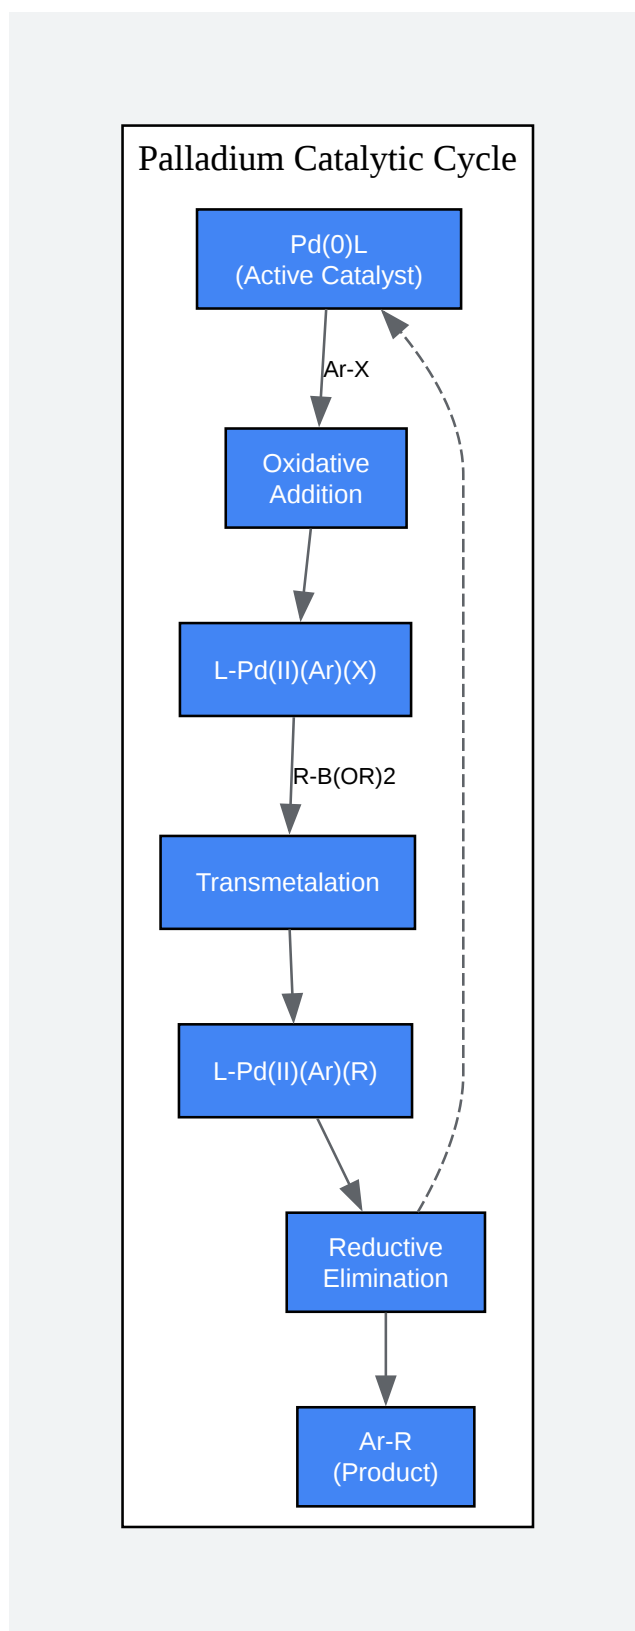 Palladium Catalytic Cycle
Pd(0)L
(Active Catalyst)
Ar-X
Oxidative
Addition
L-Pd(II)(Ar)(X)
R-B(OR)2
Transmetalation
L-Pd(II)(Ar)(R)
Reductive
Elimination
Ar-R
(Product)